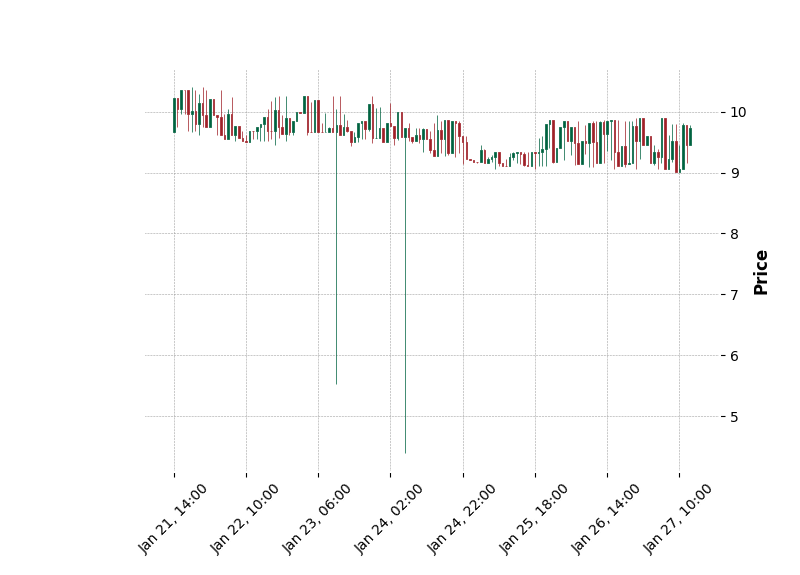 10
9
8
7
6
5
Price
Jan 21, 14:00
Jan 22, 10:00
Jan 23, 06:00
Jan 24, 02:00
Jan 24, 22:00
Jan 25, 18:00
Jan 26, 14:00
Jan 27, 10:00